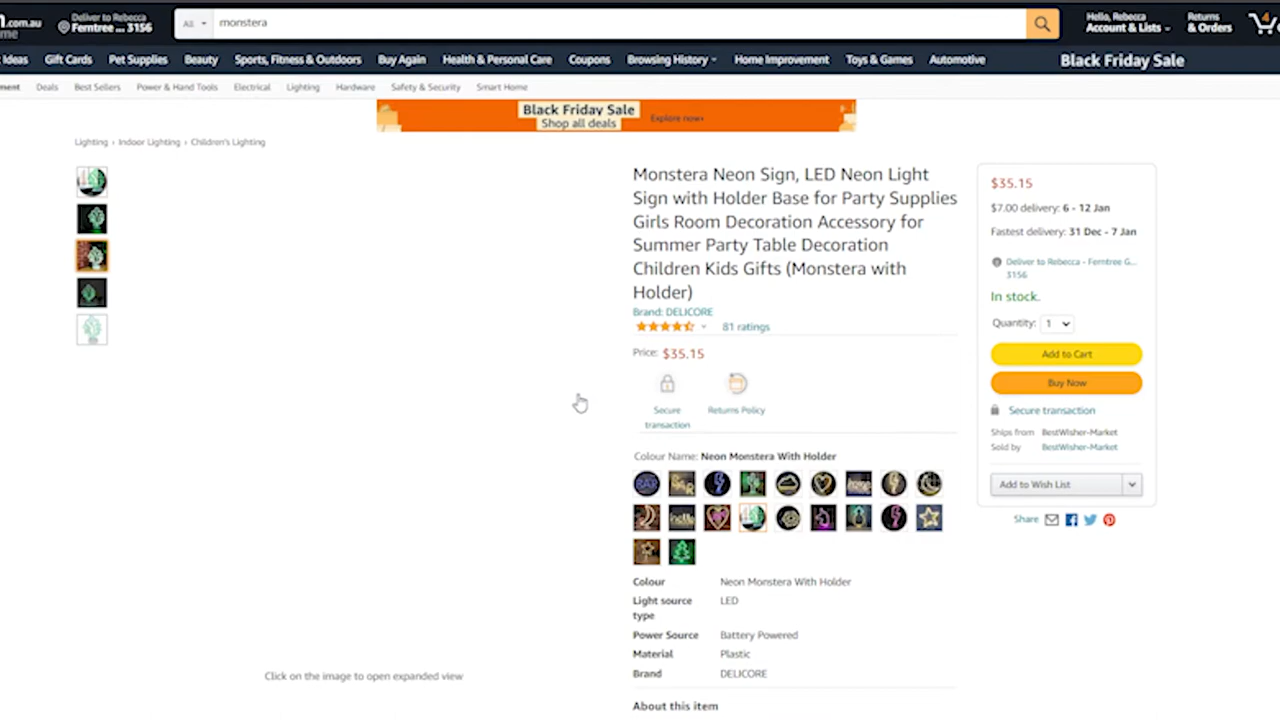 .com.au
Deliver to Rebecca
Ferntree ... 3156
All
monstera
Hello, Rebecca
Account & Lists
Returns
& Orders
4
Ideas Gift Cards Pet Supplies Beauty Sports, Fitness & Outdoors Buy Again Health & Personal Care Coupons Browsing History Home Improvement Toys & Games Automotive Black Friday Sale
Deals Best Sellers Power & Hand Tools Electrical Lighting Hardware Safety & Security Smart Home
Black Friday Sale
Shop all deals
Explore now›
Lighting › Indoor Lighting › Children's Lighting
Monstera Neon Sign, LED Neon Light
Sign with Holder Base for Party Supplies
Girls Room Decoration Accessory for
Summer Party Table Decoration
Children Kids Gifts (Monstera with
Holder)
Brand: DELICORE
81 ratings
Price: $35.15
Secure
transaction
Returns Policy
Colour Name: Neon Monstera With Holder
Colour Neon Monstera With Holder
Light source
type
LED
Power Source Battery Powered
Material Plastic
Brand DELICORE
About this item
Click on the image to open expanded view
$35.15
$7.00 delivery: 6 - 12 Jan
Fastest delivery: 31 Dec - 7 Jan
Deliver to Rebecca - Ferntree G...
3156
In stock.
Quantity: 1
Add to Cart
Buy Now
Secure transaction
Ships from BestWisher-Market
Sold by BestWisher-Market
Add to Wish List
Share